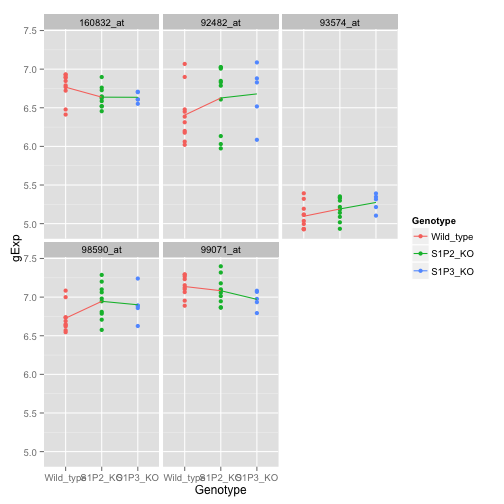 160832_at 92482_at 93574_at
7.5
7.0
6.5
6.0
5.5
5.0
98590_at 99071_at
7.5
7.0
6.5
6.0
5.5
5.0
gExp
Wild_type S1P2_KO S1P3_KO Wild_type S1P2_KO S1P3_KO
Genotype
Genotype
Wild_type
S1P2_KO
S1P3_KO